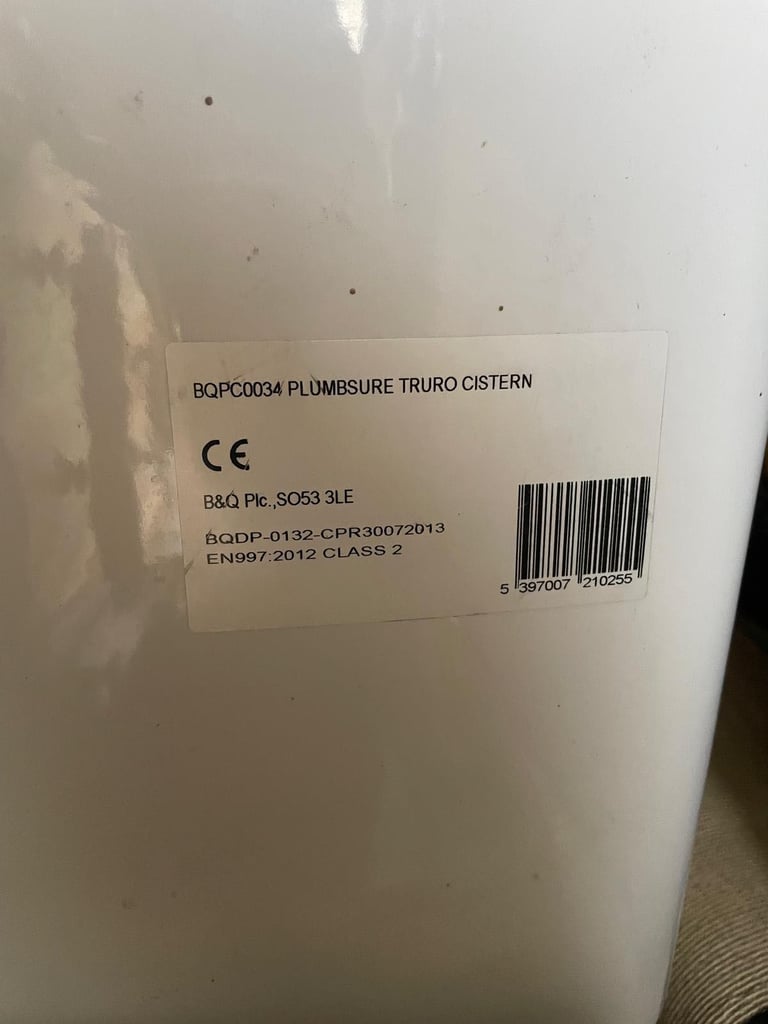 BQPC0034 PLUMBSURE TRURO CISTERN
CE
B&Q Plc.,SO53 3LE
BQDP-0132-CPR30072013
EN997:2012 CLASS 2
5 397007 210255